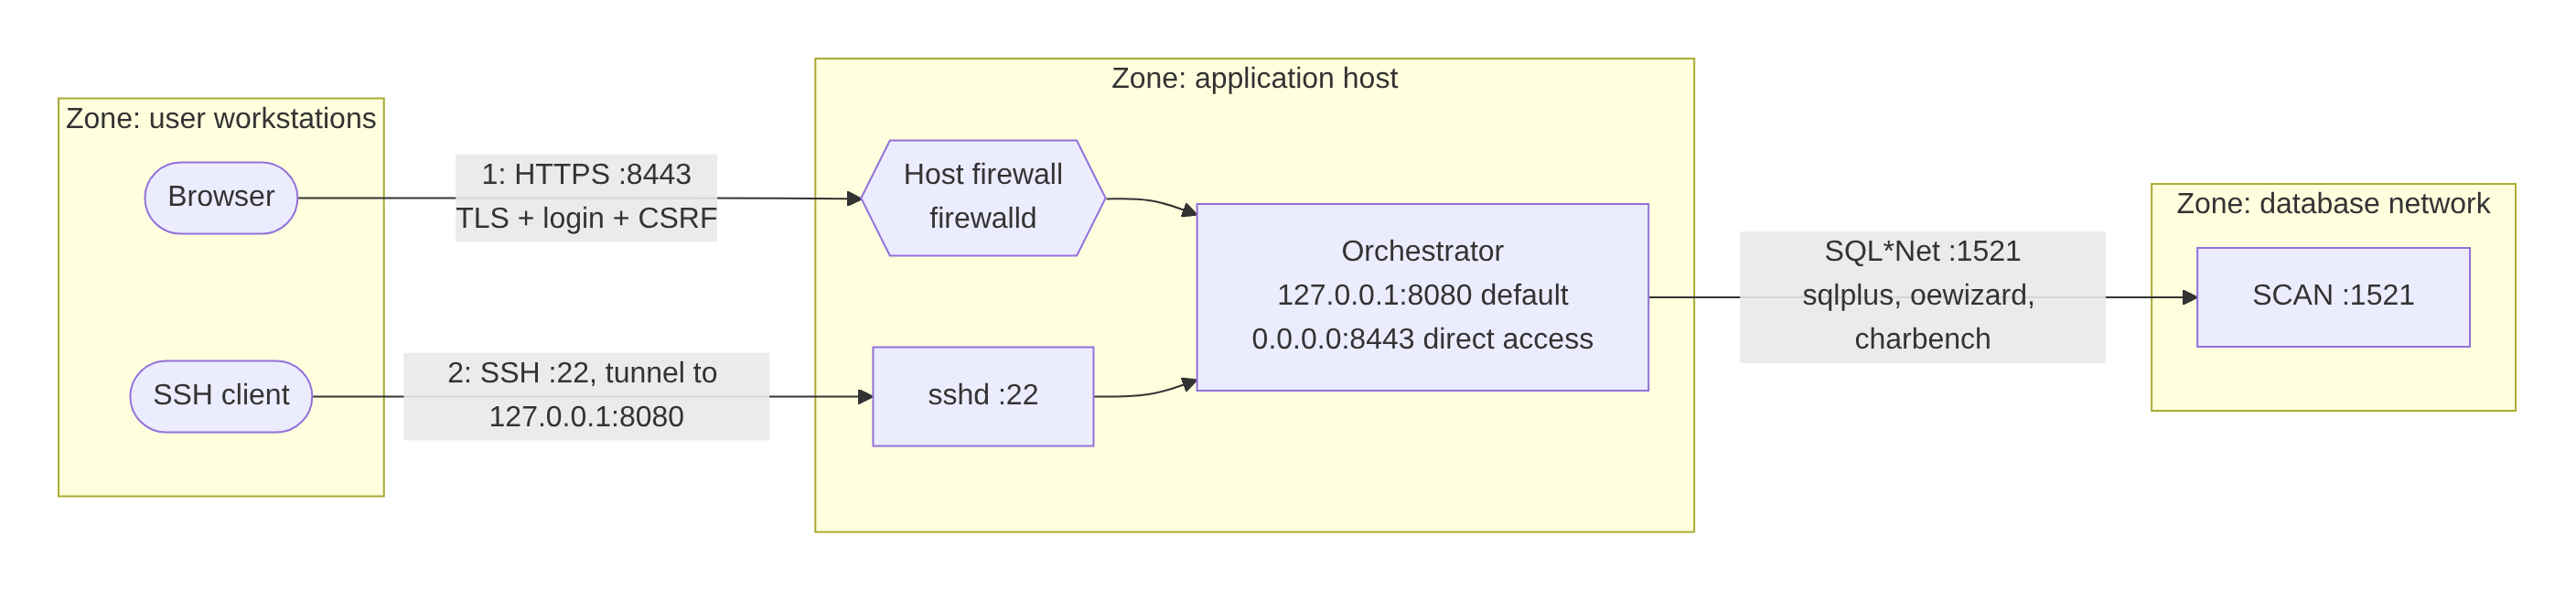 Zone: user workstations
Browser
SSH client
1: HTTPS :8443
TLS + login + CSRF
2: SSH :22, tunnel to
127.0.0.1:8080
Zone: application host
Host firewall
firewalld
sshd :22
Orchestrator
127.0.0.1:8080 default
0.0.0.0:8443 direct access
SQL*Net :1521
sqlplus, oewizard,
charbench
Zone: database network
SCAN :1521